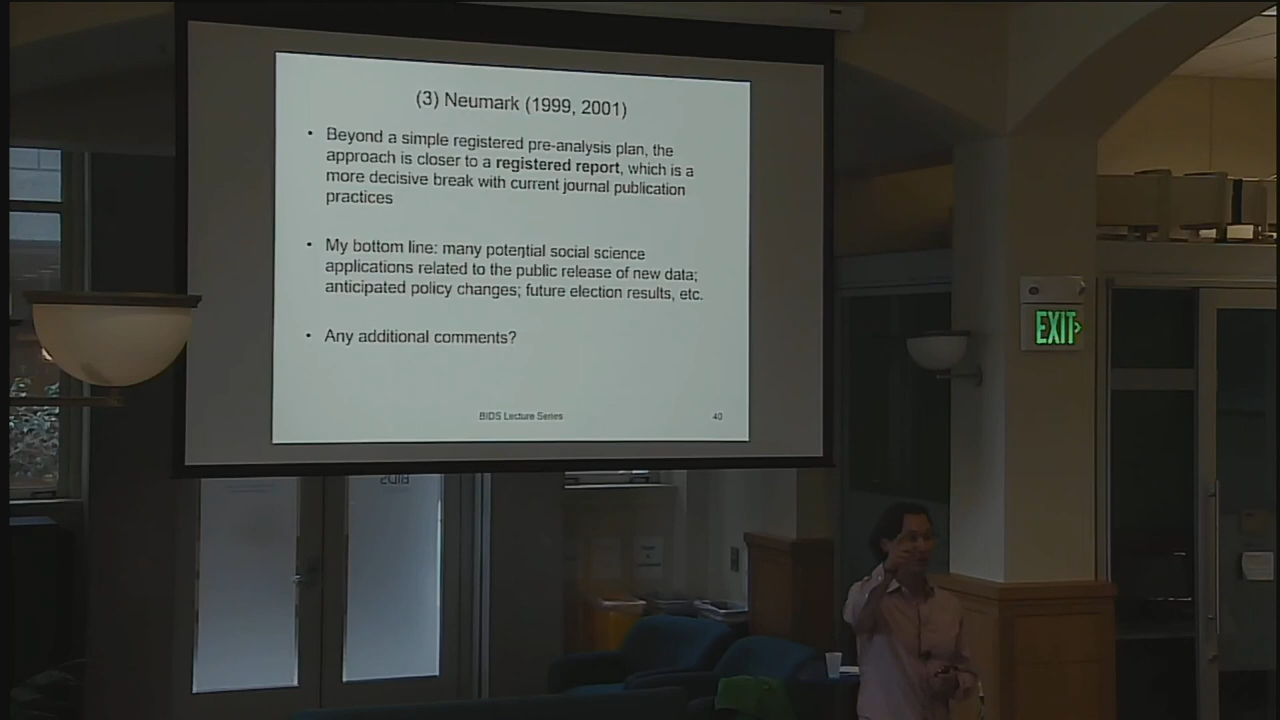 (3) Neumark (1999, 2001)
• Beyond a simple registered pre-analysis plan, the
approach is closer to a registered report, which is a
more decisive break with current journal publication
practices
• My bottom line: many potential social science
applications related to the public release of new data;
anticipated policy changes; future election results, etc.
• Any additional comments?
BIDS Lecture Series
40
EXIT